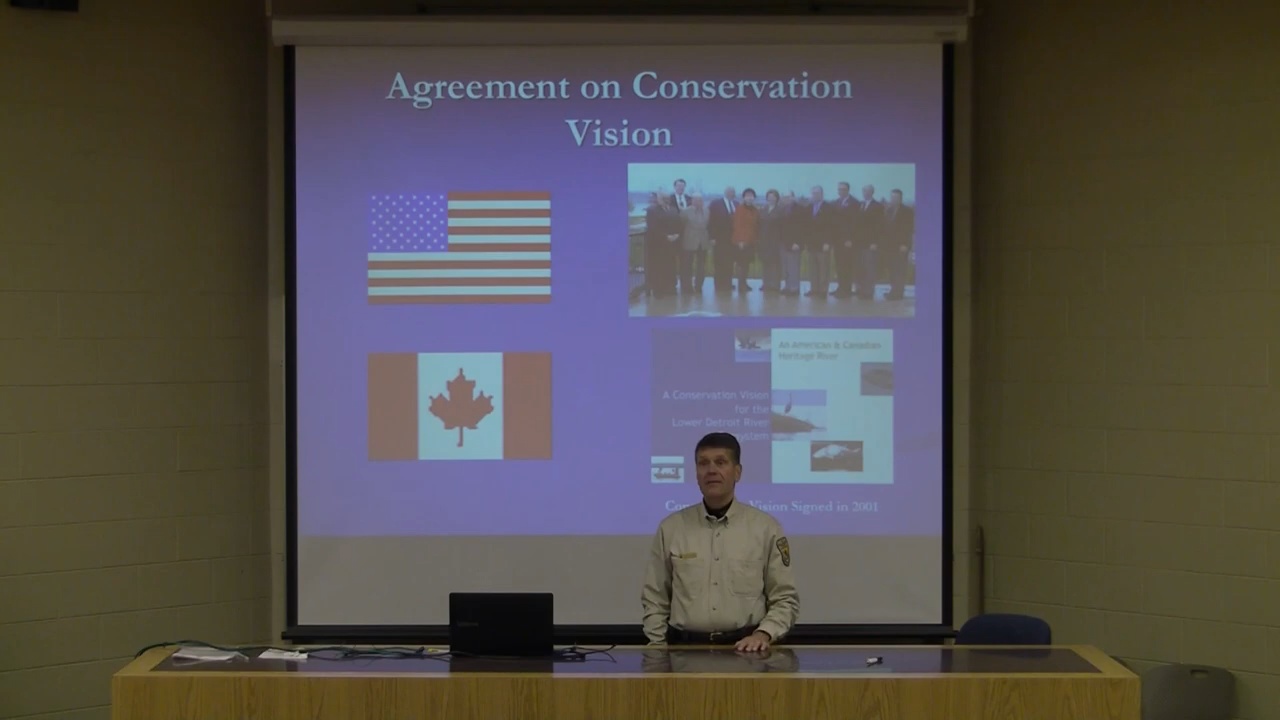 Agreement on Conservation
Vision
An American & Canadian
Heritage River
A Conservation Vision
for the
Lower Detroit River
Vision Signed in 2001